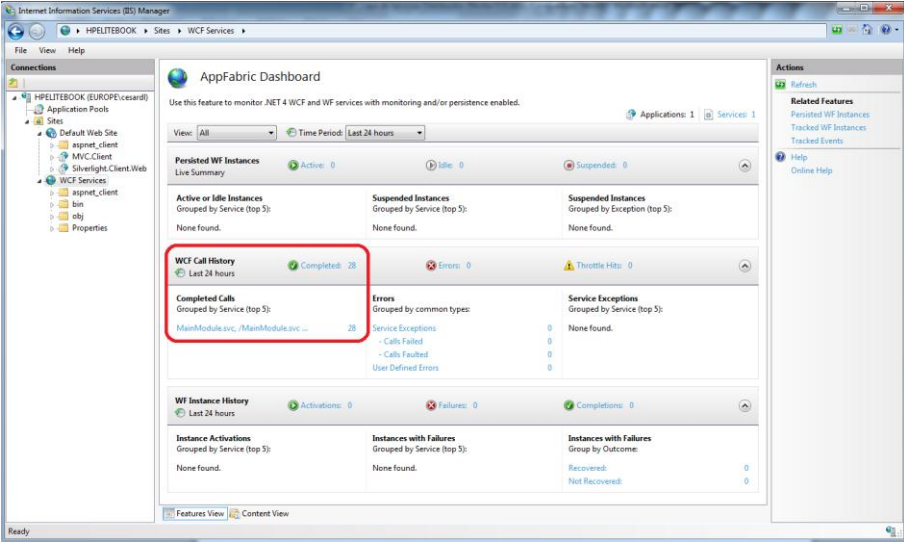 Internet Information Services (IIS) Manager
HPELITEBOOK Sites WCF Services
File View Help
Connections
HPELITEBOOK (EUROPE\cesardl)
Application Pools
Sites
Default Web Site
aspnet_client
MVC.Client
Silverlight.Client.Web
WCF Services
aspnet_client
bin
obj
Properties
AppFabric Dashboard
Use this feature to monitor .NET 4 WCF and WF services with monitoring and/or persistence enabled.
Applications: 1 Services: 1
View: All Time Period: Last 24 hours
Persisted WF Instances
Live Summary
Active: 0 Idle: 0 Suspended: 0
Active or Idle Instances
Grouped by Service (top 5):
None found.
Suspended Instances
Grouped by Service (top 5):
None found.
Suspended Instances
Grouped by Exception (top 5):
None found.
WCF Call History
Last 24 hours
Completed: 28 Errors: 0 Throttle Hits: 0
Completed Calls
Grouped by Service (top 5):
MainModule.svc, /MainModule.svc ... 28
Errors
Grouped by common types:
Service Exceptions 0
- Calls Failed 0
- Calls Faulted 0
User Defined Errors 0
Service Exceptions
Grouped by Service (top 5):
None found.
WF Instance History
Last 24 hours
Activations: 0 Failures: 0 Completions: 0
Instance Activations
Grouped by Service (top 5):
None found.
Instances with Failures
Grouped by Service (top 5):
None found.
Instances with Failures
Group by Outcome:
Recovered: 0
Not Recovered: 0
Features View Content View
Actions
Refresh
Related Features
Persisted WF Instances
Tracked WF Instances
Tracked Events
Help
Online Help
Ready